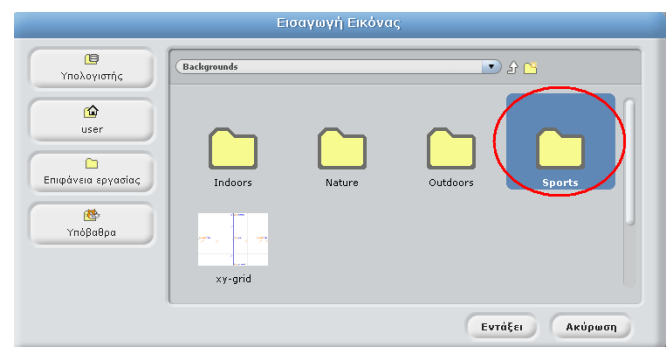 Εισαγωγή Εικόνας
Υπολογιστής
user
Επιφάνεια εργασίας
Υπόβαθρα
Backgrounds
Indoors
Nature
Outdoors
Sports
xy-grid
Εντάξει
Ακύρωση